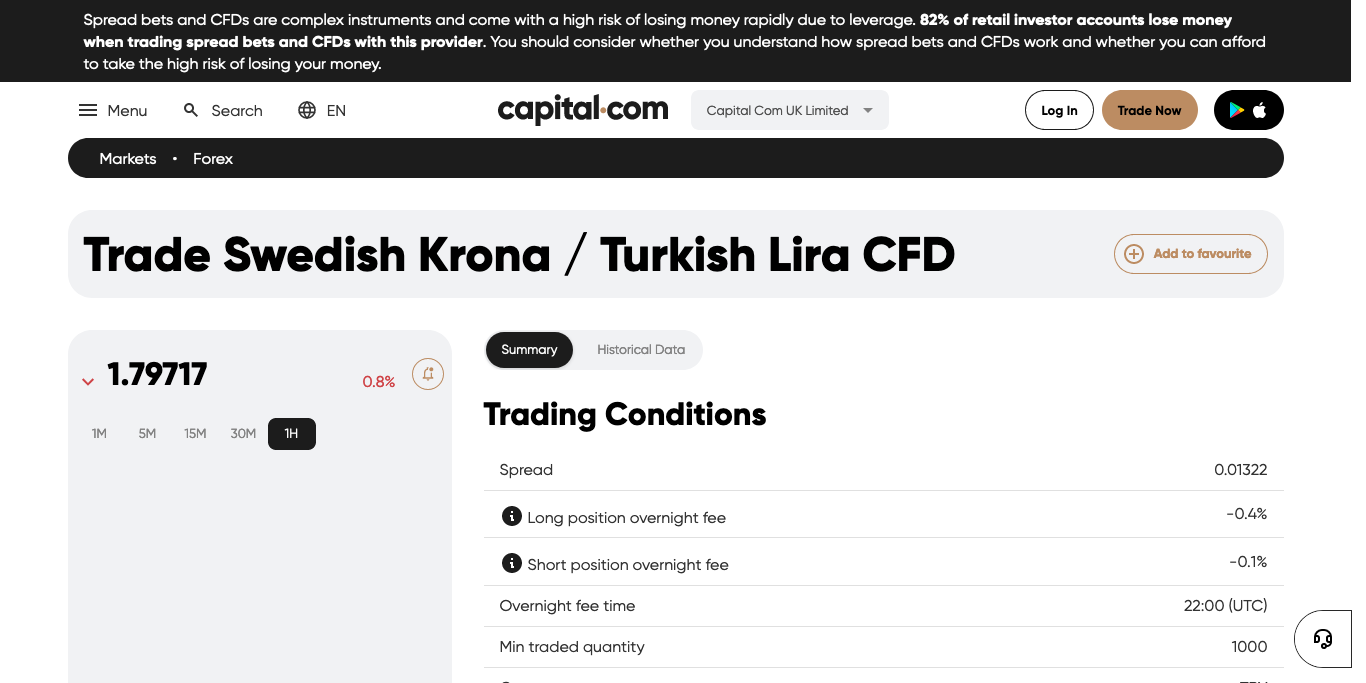 Spread bets and CFDs are complex instruments and come with a high risk of losing money rapidly due to leverage. 82% of retail investor accounts lose money
when trading spread bets and CFDs with this provider. You should consider whether you understand how spread bets and CFDs work and whether you can afford
to take the high risk of losing your money.
Menu Search EN capital.com Capital Com UK Limited Log In Trade Now
Markets • Forex
Trade Swedish Krona / Turkish Lira CFD Add to favourite
1.79717 0.8%
1M 5M 15M 30M 1H
Summary Historical Data
Trading Conditions
Spread 0.01322
Long position overnight fee -0.4%
Short position overnight fee -0.1%
Overnight fee time 22:00 (UTC)
Min traded quantity 1000